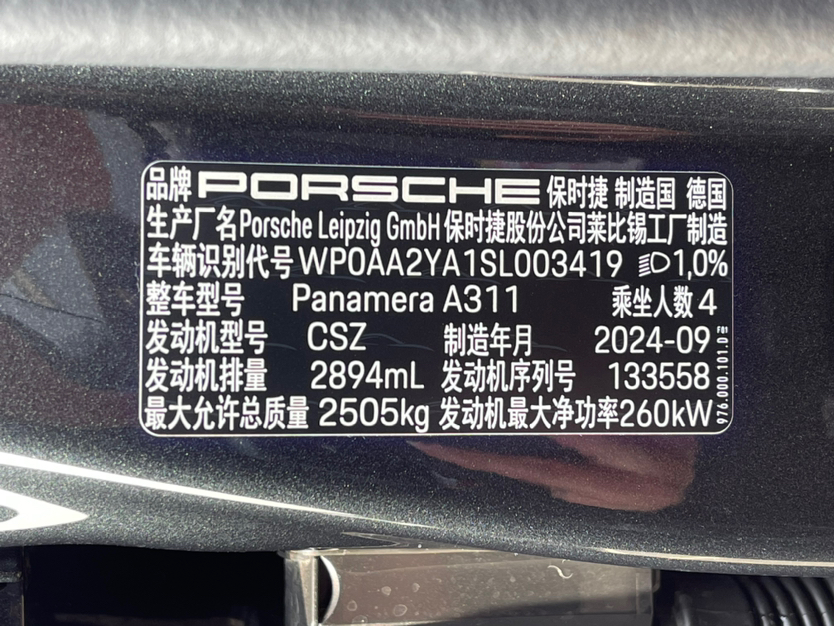 品牌 PORSCHE 保时捷 制造国 德国
生产厂名Porsche Leipzig GmbH 保时捷股份公司莱比锡工厂制造
车辆识别代号 WP0AA2YA1SL003419 1,0%
整车型号 Panamera A311 乘坐人数 4
发动机型号 CSZ 制造年月 2024-09
发动机排量 2894mL 发动机序列号 133558
最大允许总质量 2505kg 发动机最大净功率260kW
976.000.101.0